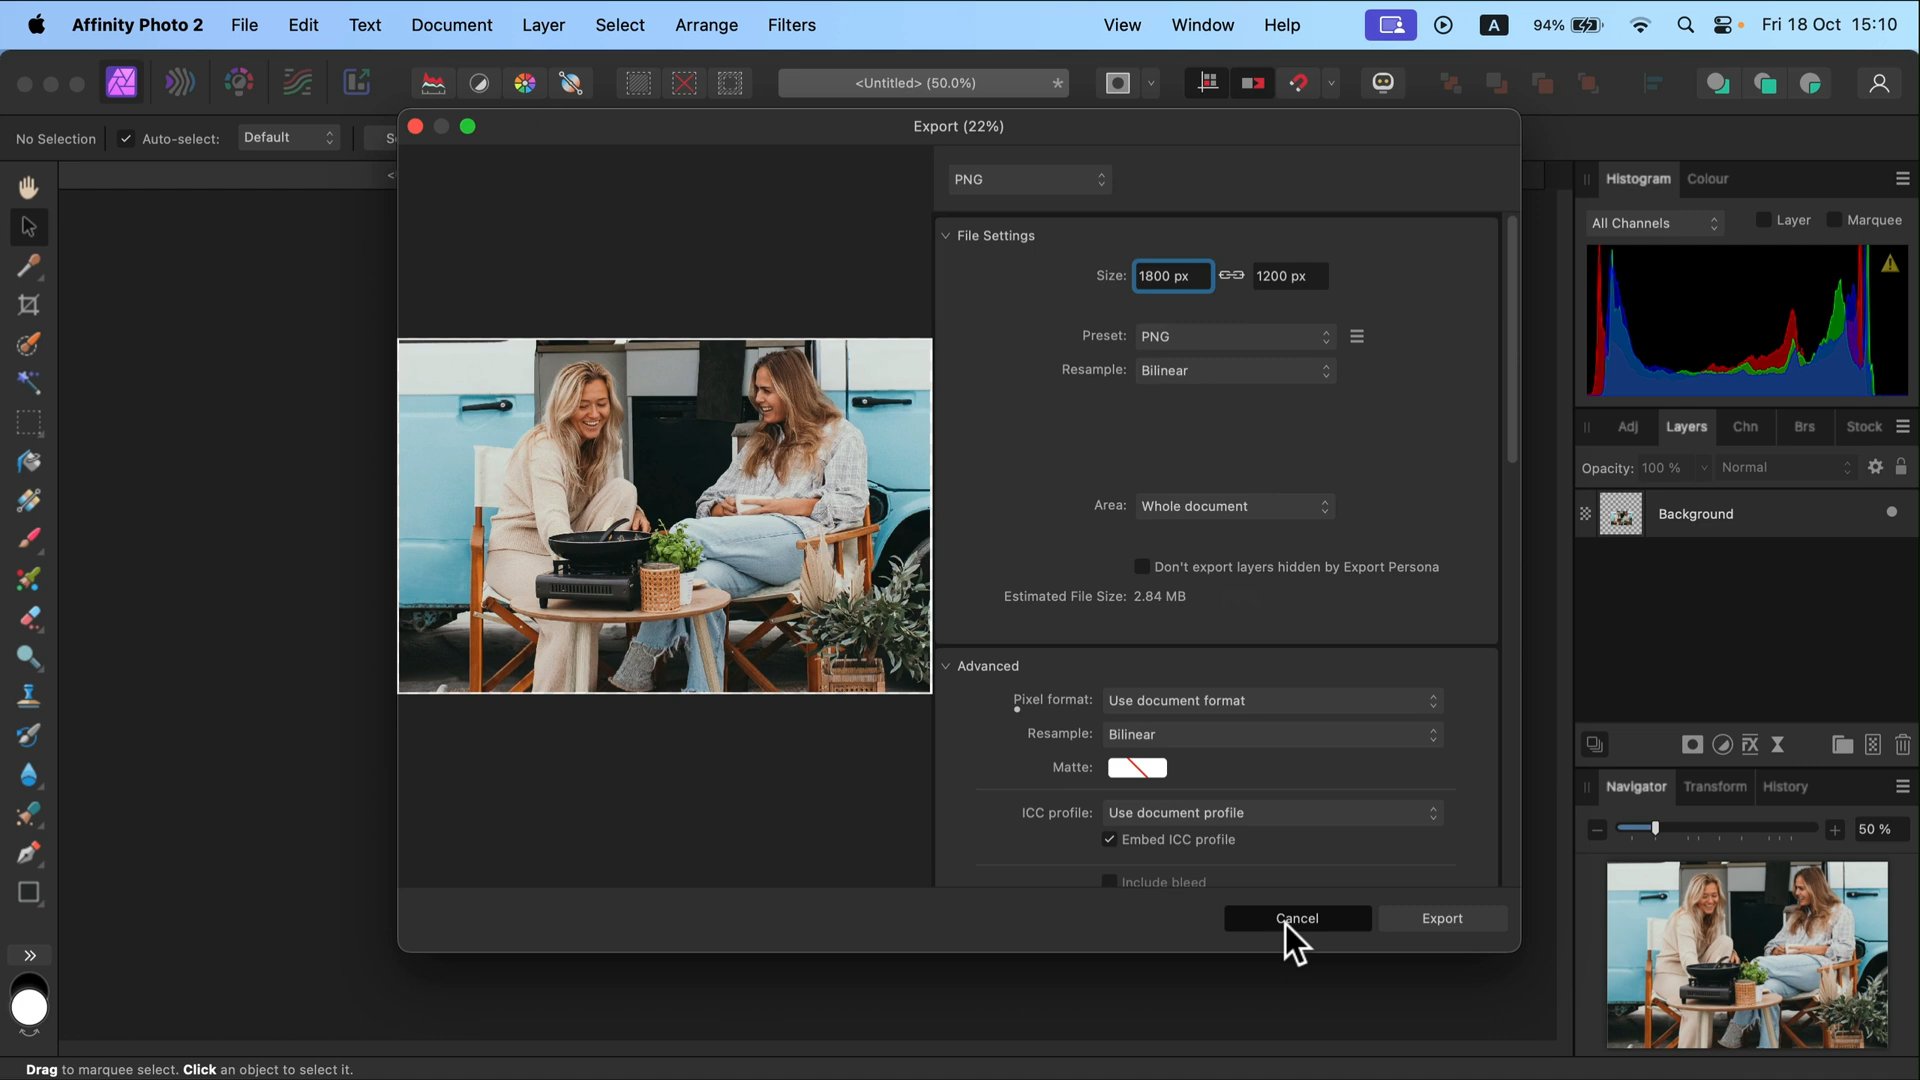 Affinity Photo 2 File Edit Text Document Layer Select Arrange Filters View Window Help A 94% Fri 18 Oct 15:10
<Untitled> (50.0%) *
No Selection Auto-select: Default
Export (22%)
PNG
File Settings
Size: 1800 px 1200 px
Preset: PNG
Resample: Bilinear
Area: Whole document
Don't export layers hidden by Export Persona
Estimated File Size: 2.84 MB
Advanced
Pixel format: Use document format
Resample: Bilinear
Matte:
ICC profile: Use document profile
Embed ICC profile
Include bleed
Cancel Export
Histogram Colour
All Channels Layer Marquee
Adj Layers Chn Brs Stock
Opacity: 100 % Normal
Background
Navigator Transform History
50 %
Drag to marquee select. Click an object to select it.